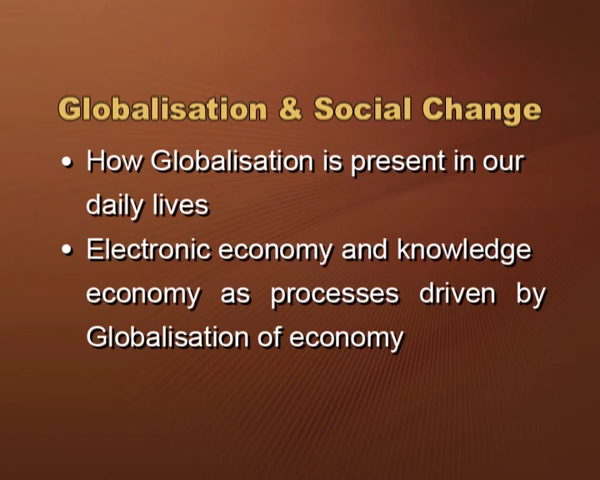 Globalisation & Social Change
• How Globalisation is present in our
daily lives
• Electronic economy and knowledge
economy as processes driven by
Globalisation of economy